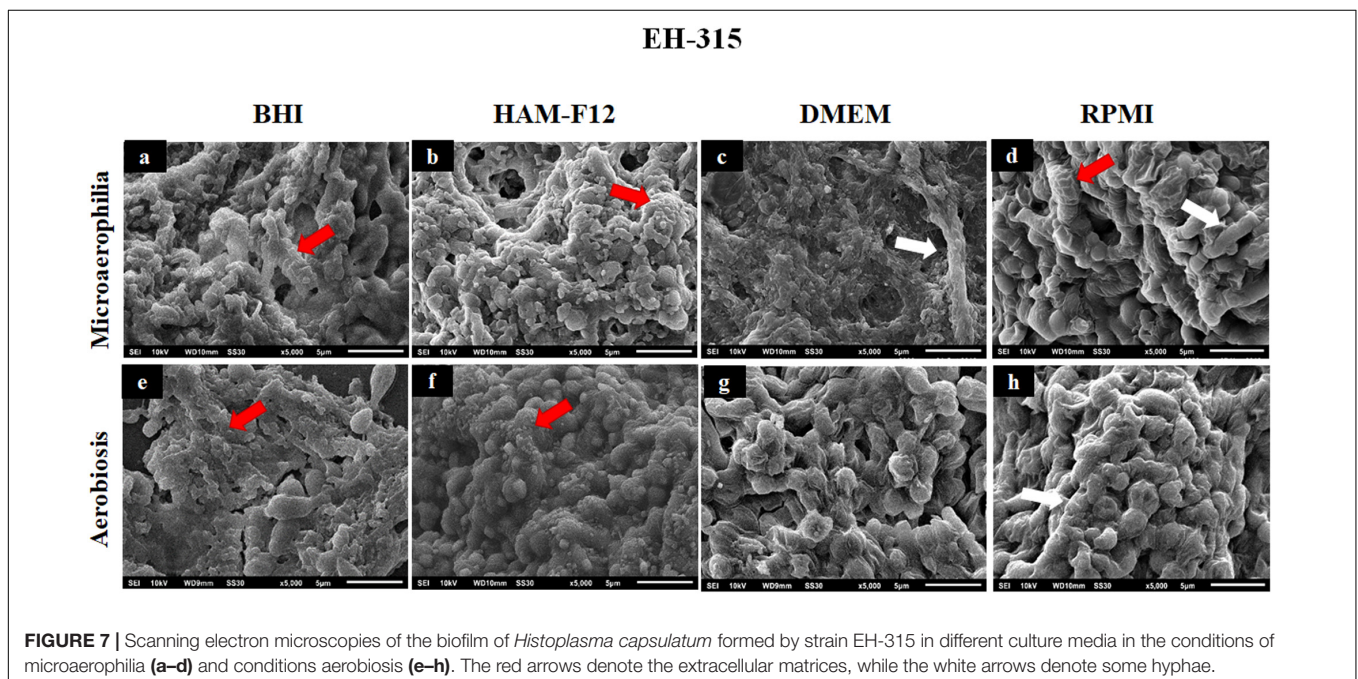 EH-315
BHI HAM-F12 DMEM RPMI
Microaerophilia
a b c d
SEI 10kV WD10mm SS30 x5,000 5µm SEI 10kV WD10mm SS30 x5,000 5µm SEI 10kV WD10mm SS30 x5,000 5µm SEI 10kV WD10mm SS30 x5,000 5µm
Aerobiosis
e f g h
SEI 10kV WD9mm SS30 x5,000 5µm SEI 10kV WD10mm SS30 x5,000 5µm SEI 10kV WD9mm SS30 x5,000 5µm SEI 10kV WD10mm SS30 x5,000 5µm
FIGURE 7 | Scanning electron microscopies of the biofilm of Histoplasma capsulatum formed by strain EH-315 in different culture media in the conditions of
microaerophilia (a–d) and conditions aerobiosis (e–h). The red arrows denote the extracellular matrices, while the white arrows denote some hyphae.